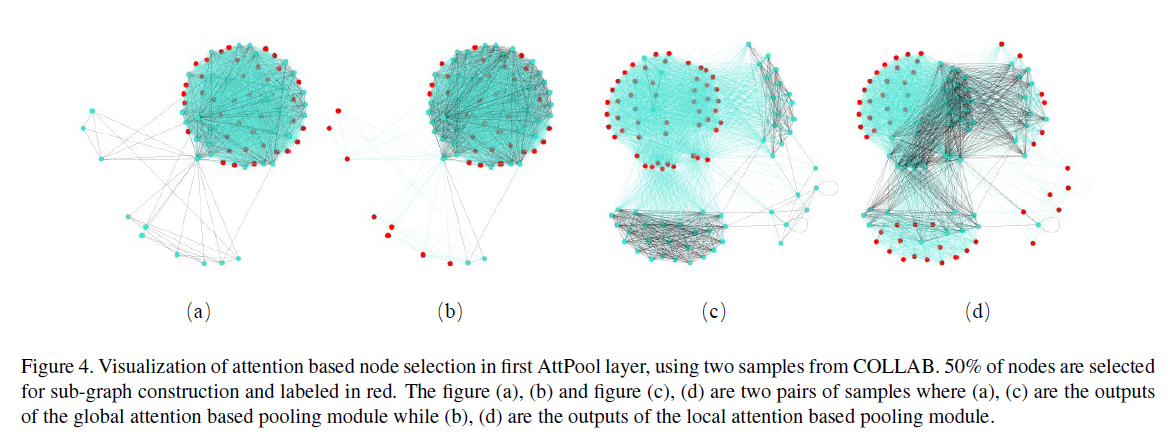 (a) (b) (c) (d)
Figure 4. Visualization of attention based node selection in first AttPool layer, using two samples from COLLAB. 50% of nodes are selected
for sub-graph construction and labeled in red. The figure (a), (b) and figure (c), (d) are two pairs of samples where (a), (c) are the outputs
of the global attention based pooling module while (b), (d) are the outputs of the local attention based pooling module.